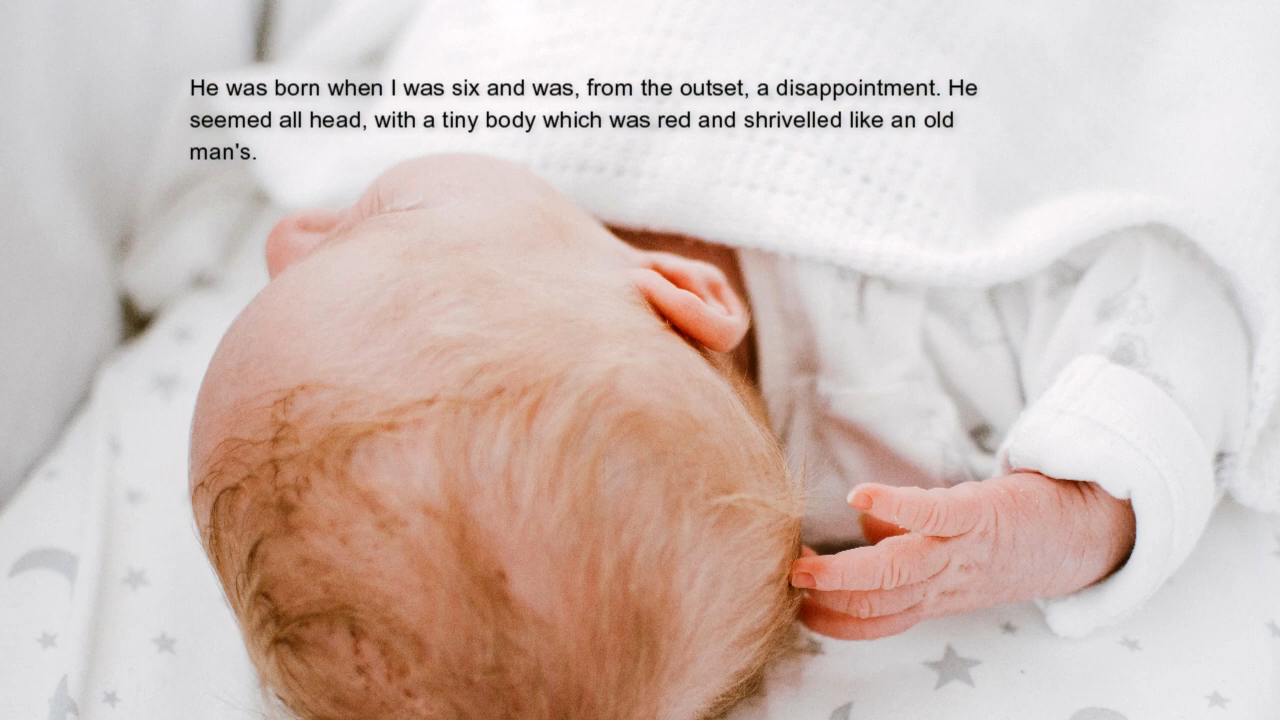 He was born when I was six and was, from the outset, a disappointment. He
seemed all head, with a tiny body which was red and shrivelled like an old
man's.